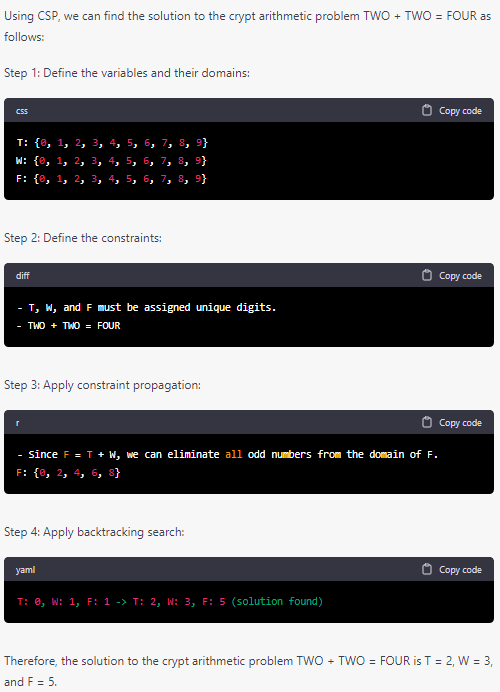 Using CSP, we can find the solution to the crypt arithmetic problem TWO + TWO = FOUR as
follows:
Step 1: Define the variables and their domains:
css
Copy code
T: {0, 1, 2, 3, 4, 5, 6, 7, 8, 9}
W: {0, 1, 2, 3, 4, 5, 6, 7, 8, 9}
F: {0, 1, 2, 3, 4, 5, 6, 7, 8, 9}
Step 2: Define the constraints:
diff
Copy code
- T, W, and F must be assigned unique digits.
- TWO + TWO = FOUR
Step 3: Apply constraint propagation:
r
Copy code
- Since F = T + W, we can eliminate all odd numbers from the domain of F.
F: {0, 2, 4, 6, 8}
Step 4: Apply backtracking search:
yaml
Copy code
T: 0, W: 1, F: 1 -> T: 2, W: 3, F: 5 (solution found)
Therefore, the solution to the crypt arithmetic problem TWO + TWO = FOUR is T = 2, W = 3,
and F = 5.